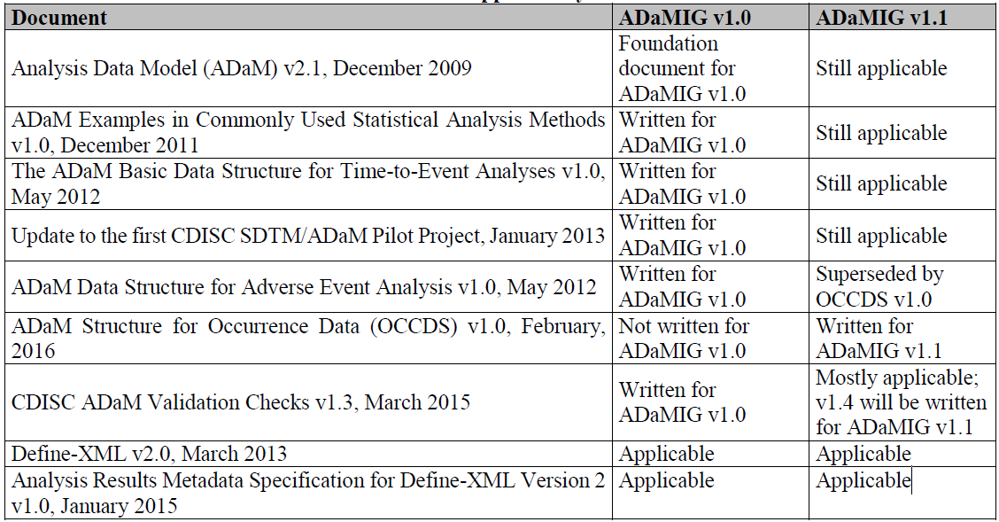 Document ADaMIG v1.0 ADaMIG v1.1
Foundation
Analysis Data Model (ADaM) v2.1, December 2009 document for Still applicable
ADaMIG v1.0
ADaM Examples in Commonly Used Statistical Analysis Methods Written for
v1.0, December 2011 ADaMIG v1.0 Still applicable
The ADaM Basic Data Structure for Time-to-Event Analyses v1.0, Written for
May 2012 ADaMIG v1.0 Still applicable
Update to the first CDISC SDTM/ADaM Pilot Project, January 2013 Written for
ADaMIG v1.0 Still applicable
ADaM Data Structure for Adverse Event Analysis v1.0, May 2012 Written for Superseded by
ADaMIG v1.0 OCCDS v1.0
ADaM Structure for Occurrence Data (OCCDS) v1.0, February, Not written for Written for
2016 ADaMIG v1.0 ADaMIG v1.1
CDISC ADaM Validation Checks v1.3, March 2015 Written for Mostly applicable;
ADaMIG v1.0 v1.4 will be written
for ADaMIG v1.1
Define-XML v2.0, March 2013 Applicable Applicable
Analysis Results Metadata Specification for Define-XML Version 2 Applicable Applicable
v1.0, January 2015